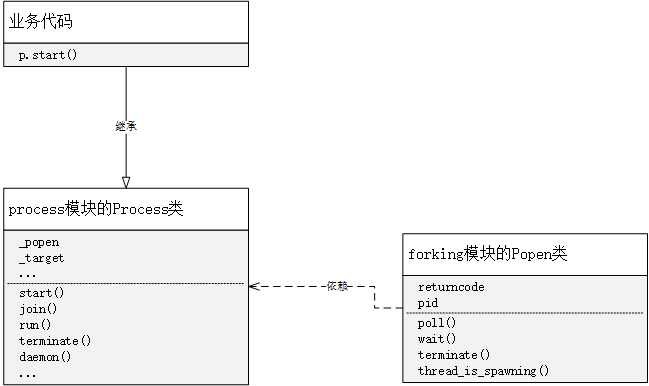 业务代码
p.start()
继承
process模块的Process类
_popen
_target
...
start()
join()
run()
terminate()
daemon()
...
依赖
forking模块的Popen类
returncode
pid
poll()
wait()
terminate()
thread_is_spawning()